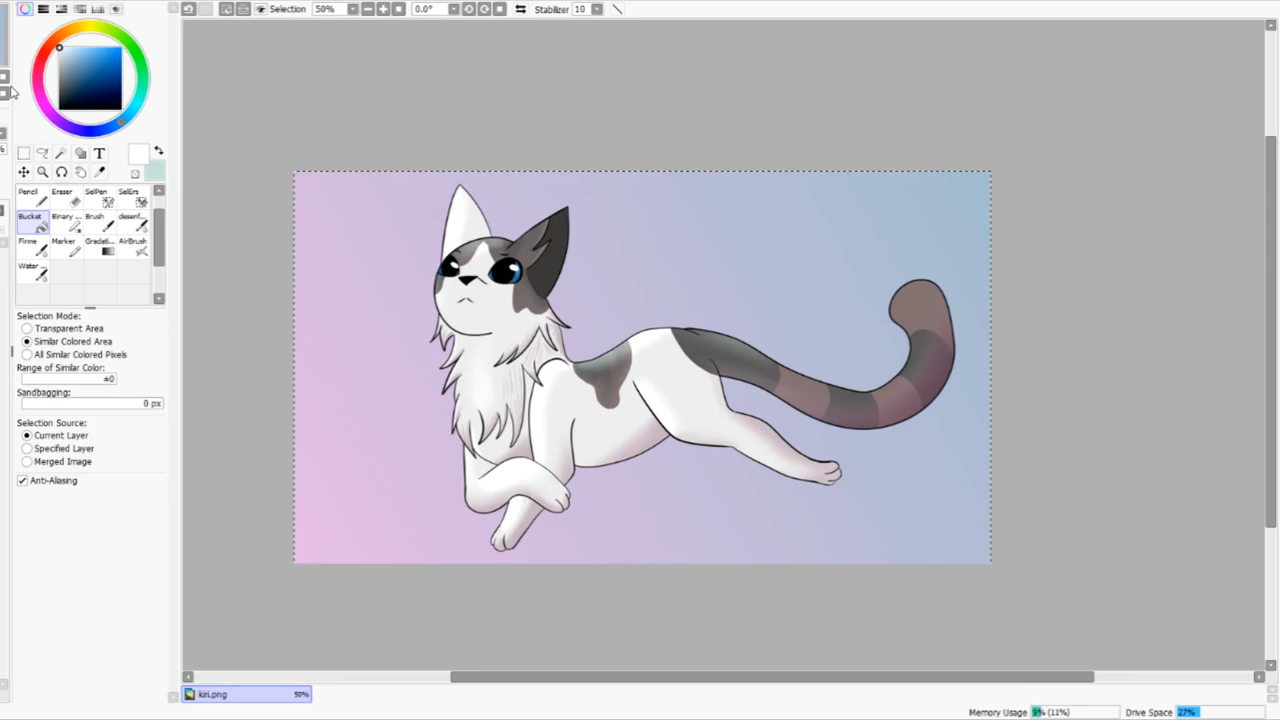 Selection 50% 0.0° Stabilizer 10
T
Pencil Eraser SelPen SelErs
Bucket Binary ... Brush desenf...
Firme Marker Gradati... AirBrush
Water ...
Selection Mode:
Transparent Area
Similar Colored Area
All Similar Colored Pixels
Range of Similar Color:
±0
Sandbagging:
0 px
Selection Source:
Current Layer
Specified Layer
Merged Image
Anti-Aliasing
kiri.png 50%
Memory Usage 9% (11%) Drive Space 27%